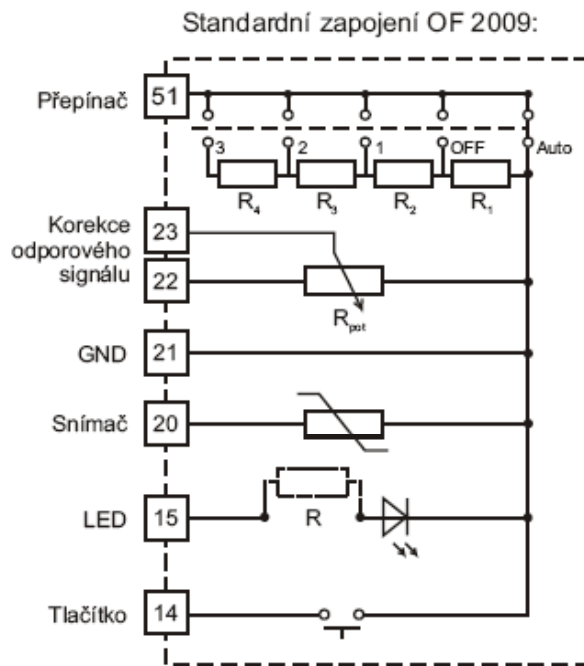 Standardní zapojení OF 2009:
Přepínač 51
3 2 1 OFF Auto
R4 R3 R2 R1
Korekce
odporového
signálu
23
22
Rpot
GND 21
Snímač 20
LED 15 R
Tlačítko 14